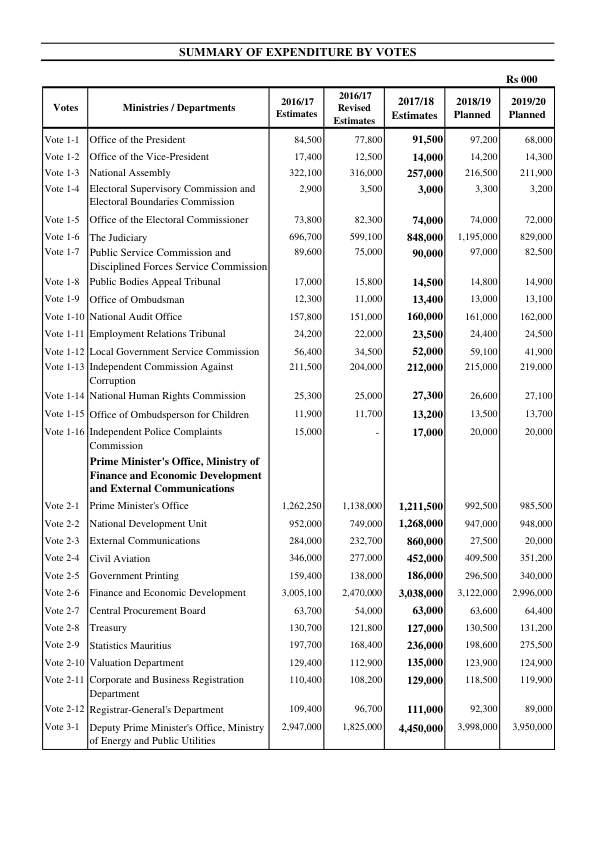 SUMMARY OF EXPENDITURE BY VOTES
Rs 000
Votes Ministries / Departments 2016/17 Estimates 2016/17 Revised Estimates 2017/18 Estimates 2018/19 Planned 2019/20 Planned
Vote 1-1 Office of the President 84,500 77,800 91,500 97,200 68,000
Vote 1-2 Office of the Vice-President 17,400 12,500 14,000 14,200 14,300
Vote 1-3 National Assembly 322,100 316,000 257,000 216,500 211,900
Vote 1-4 Electoral Supervisory Commission and 2,900 3,500 3,000 3,300 3,200
Electoral Boundaries Commission
Vote 1-5 Office of the Electoral Commissioner 73,800 82,300 74,000 74,000 72,000
Vote 1-6 The Judiciary 696,700 599,100 848,000 1,195,000 829,000
Vote 1-7 Public Service Commission and 89,600 75,000 90,000 97,000 82,500
Disciplined Forces Service Commission
Vote 1-8 Public Bodies Appeal Tribunal 17,000 15,800 14,500 14,800 14,900
Vote 1-9 Office of Ombudsman 12,300 11,000 13,400 13,000 13,100
Vote 1-10 National Audit Office 157,800 151,000 160,000 161,000 162,000
Vote 1-11 Employment Relations Tribunal 24,200 22,000 23,500 24,400 24,500
Vote 1-12 Local Government Service Commission 56,400 34,500 52,000 59,100 41,900
Vote 1-13 Independent Commission Against 211,500 204,000 212,000 215,000 219,000
Corruption
Vote 1-14 National Human Rights Commission 25,300 25,000 27,300 26,600 27,100
Vote 1-15 Office of Ombudsperson for Children 11,900 11,700 13,200 13,500 13,700
Vote 1-16 Independent Police Complaints 15,000 - 17,000 20,000 20,000
Commission
Prime Minister's Office, Ministry of
Finance and Economic Development
and External Communications
Vote 2-1 Prime Minister's Office 1,262,250 1,138,000 1,211,500 992,500 985,500
Vote 2-2 National Development Unit 952,000 749,000 1,268,000 947,000 948,000
Vote 2-3 External Communications 284,000 232,700 860,000 27,500 20,000
Vote 2-4 Civil Aviation 346,000 277,000 452,000 409,500 351,200
Vote 2-5 Government Printing 159,400 138,000 186,000 296,500 340,000
Vote 2-6 Finance and Economic Development 3,005,100 2,470,000 3,038,000 3,122,000 2,996,000
Vote 2-7 Central Procurement Board 63,700 54,000 63,000 63,600 64,400
Vote 2-8 Treasury 130,700 121,800 127,000 130,500 131,200
Vote 2-9 Statistics Mauritius 197,700 168,400 236,000 198,600 275,500
Vote 2-10 Valuation Department 129,400 112,900 135,000 123,900 124,900
Vote 2-11 Corporate and Business Registration 110,400 108,200 129,000 118,500 119,900
Department
Vote 2-12 Registrar-General's Department 109,400 96,700 111,000 92,300 89,000
Vote 3-1 Deputy Prime Minister's Office, Ministry 2,947,000 1,825,000 4,450,000 3,998,000 3,950,000
of Energy and Public Utilities